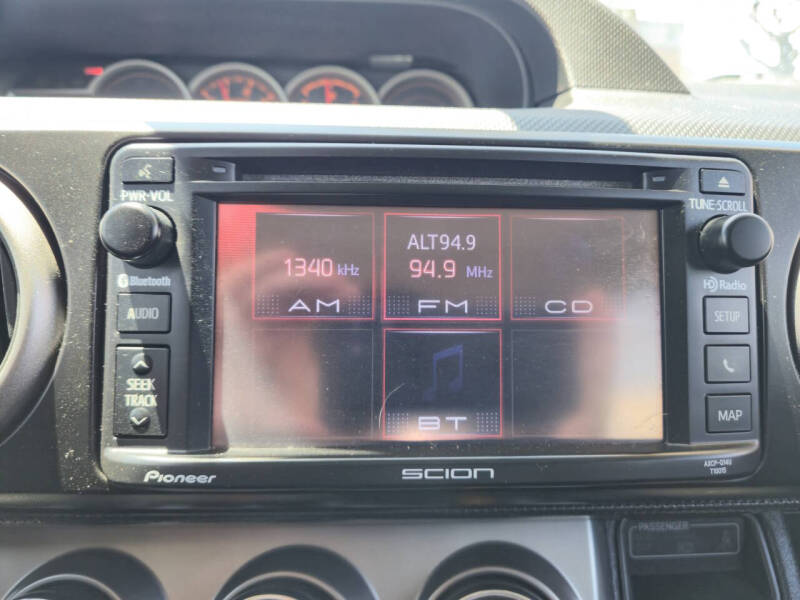 PWR·VOL
TUNE·SCROLL
ALT94.9
1340 kHz
94.9 MHz
AM
FM
CD
BT
Bluetooth
HD Radio
AUDIO
SETUP
SEEK
TRACK
MAP
Pioneer
SCION
T10015
PASSENGER